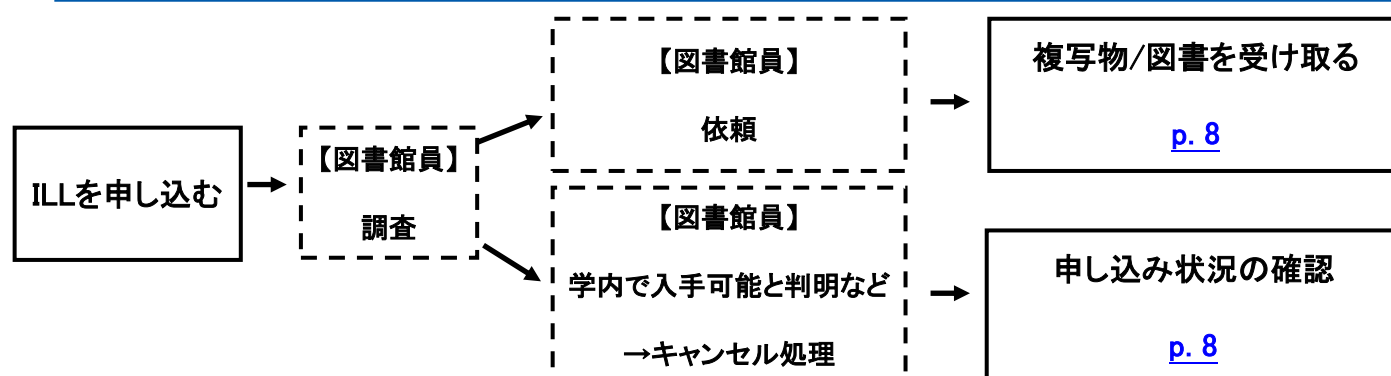 ILLを申し込む
【図書館員】
調査
【図書館員】
依頼
複写物/図書を受け取る
p. 8
【図書館員】
学内で入手可能と判明など
→キャンセル処理
申し込み状況の確認
p. 8